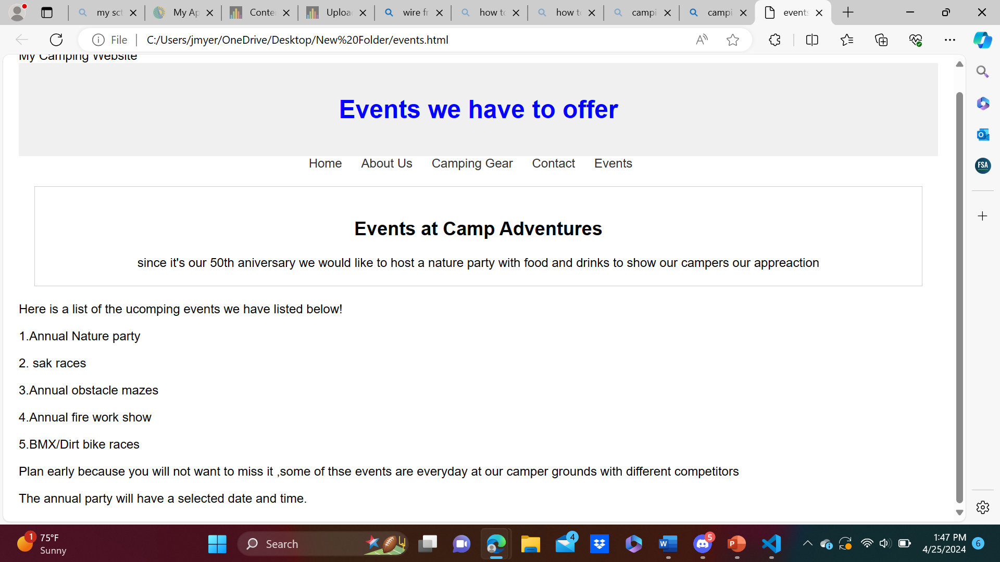 my sct
My Ap
Conte
Uploa
wire fr
how to
how to
campi
campi
events
File
C:/Users/jmyer/OneDrive/Desktop/New%20Folder/events.html
My Camping Website
Events we have to offer
Home About Us Camping Gear Contact Events
Events at Camp Adventures
since it's our 50th aniversary we would like to host a nature party with food and drinks to show our campers our appreaction
Here is a list of the ucomping events we have listed below!
1.Annual Nature party
2. sak races
3.Annual obstacle mazes
4.Annual fire work show
5.BMX/Dirt bike races
Plan early because you will not want to miss it ,some of thse events are everyday at our camper grounds with different competitors
The annual party will have a selected date and time.
FSA
1
75°F
Sunny
Search
4
5
1:47 PM
4/25/2024
6